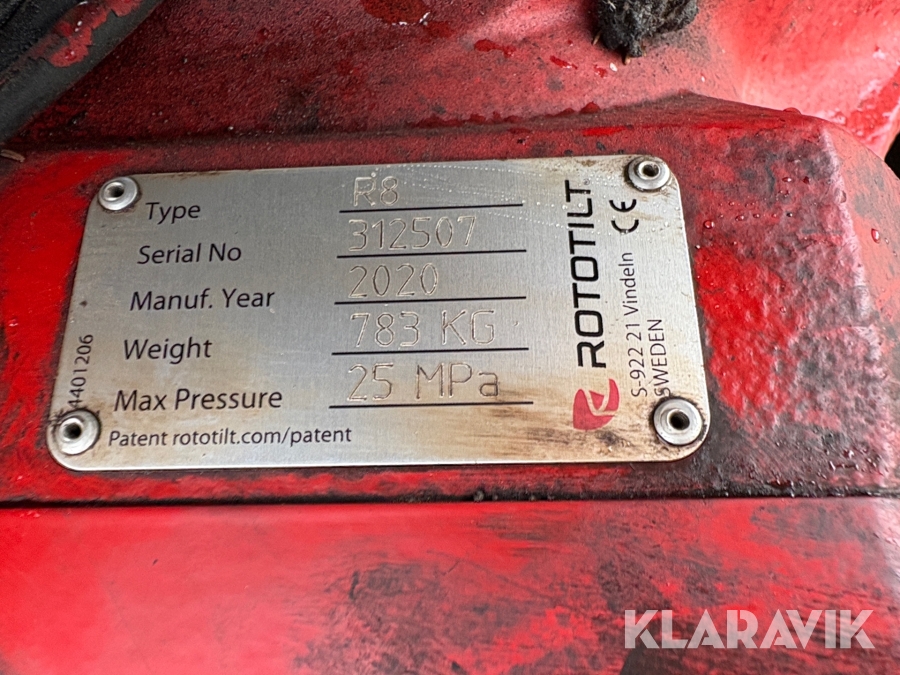 Type R8
Serial No 312507
Manuf. Year 2020
Weight 783 KG
Max Pressure 25 MPa
Patent rototilt.com/patent
4401206
ROTOTILT CE
S-922 21 Vindeln
SWEDEN
KLARAVIK